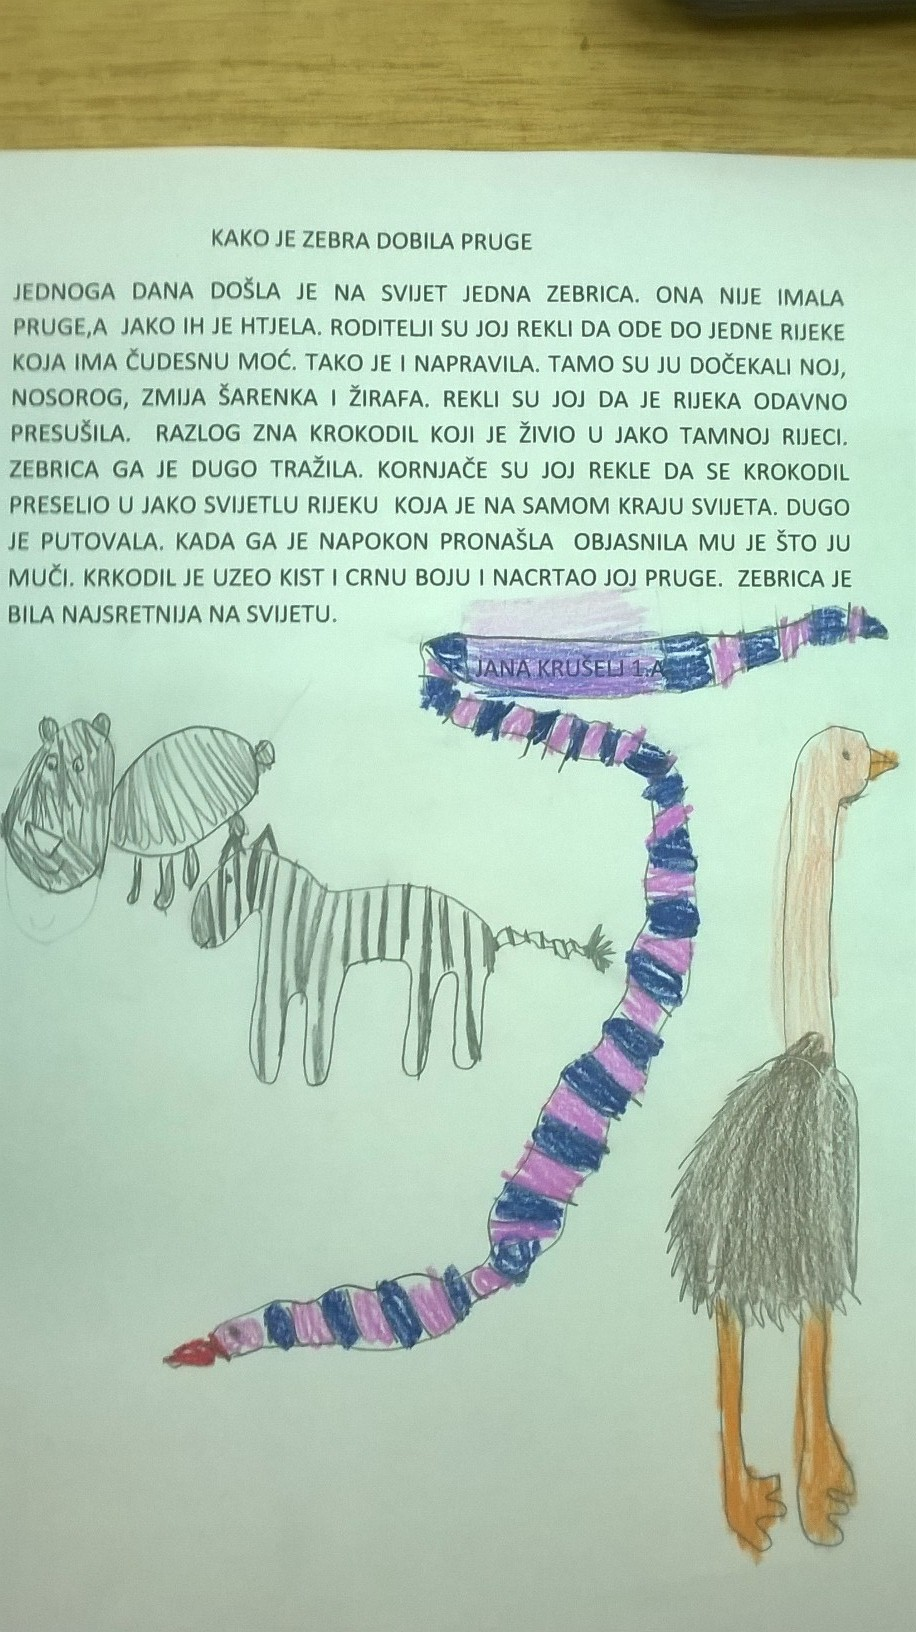 KAKO JE ZEBRA DOBILA PRUGE
JEDNOGA DANA DOŠLA JE NA SVIJET JEDNA ZEBRICA. ONA NIJE IMALA
PRUGE,A JAKO IH JE HTJELA. RODITELJI SU JOJ REKLI DA ODE DO JEDNE RIJEKE
KOJA IMA ČUDESNU MOĆ. TAKO JE I NAPRAVILA. TAMO SU JU DOČEKALI NOJ,
NOSOROG, ZMIJA ŠARENKA I ŽIRAFA. REKLI SU JOJ DA JE RIJEKA ODAVNO
PRESUŠILA. RAZLOG ZNA KROKODIL KOJI JE ŽIVIO U JAKO TAMNOJ RIJECI.
ZEBRICA GA JE DUGO TRAŽILA. KORNJAČE SU JOJ REKLE DA SE KROKODIL
PRESELIO U JAKO SVIJETLU RIJEKU KOJA JE NA SAMOM KRAJU SVIJETA. DUGO
JE PUTOVALA. KADA GA JE NAPOKON PRONAŠLA OBJASNILA MU JE ŠTO JU
MUČI. KRKODIL JE UZEO KIST I CRNU BOJU I NACRTAO JOJ PRUGE. ZEBRICA JE
BILA NAJSRETNIJA NA SVIJETU.
JANA KRUŠELJ 1.A